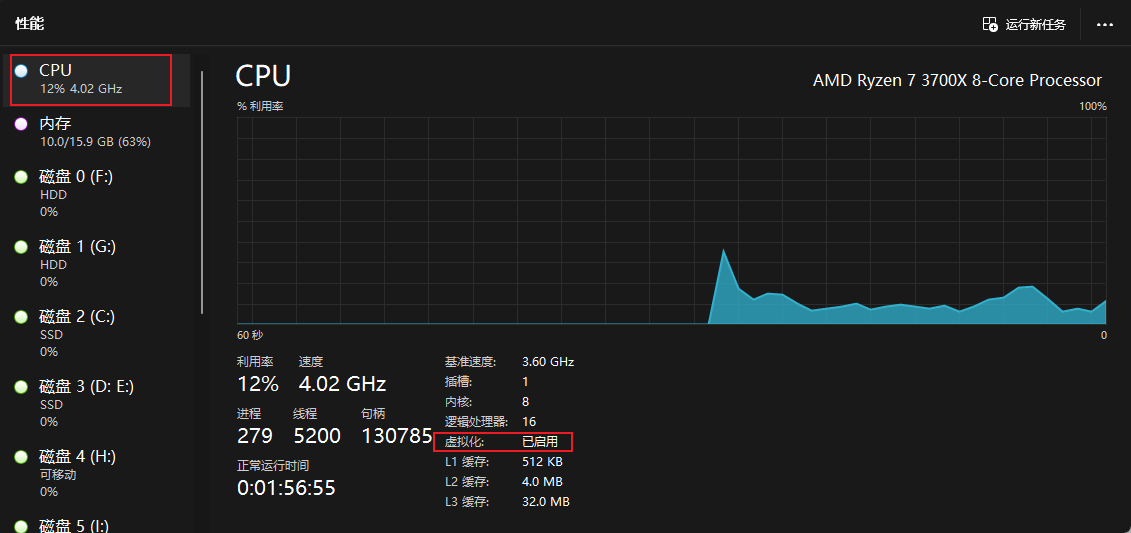 性能
运行新任务
CPU
12% 4.02 GHz
内存
10.0/15.9 GB (63%)
磁盘 0 (F:)
HDD
0%
磁盘 1 (G:)
HDD
0%
磁盘 2 (C:)
SSD
0%
磁盘 3 (D: E:)
SSD
0%
磁盘 4 (H:)
可移动
0%
磁盘 5 (I:)
CPU
AMD Ryzen 7 3700X 8-Core Processor
% 利用率
100%
60 秒
0
利用率
速度
12%
4.02 GHz
进程
线程
句柄
279
5200
130785
正常运行时间
0:01:56:55
基准速度: 3.60 GHz
插槽: 1
内核: 8
逻辑处理器: 16
虚拟化: 已启用
L1 缓存: 512 KB
L2 缓存: 4.0 MB
L3 缓存: 32.0 MB